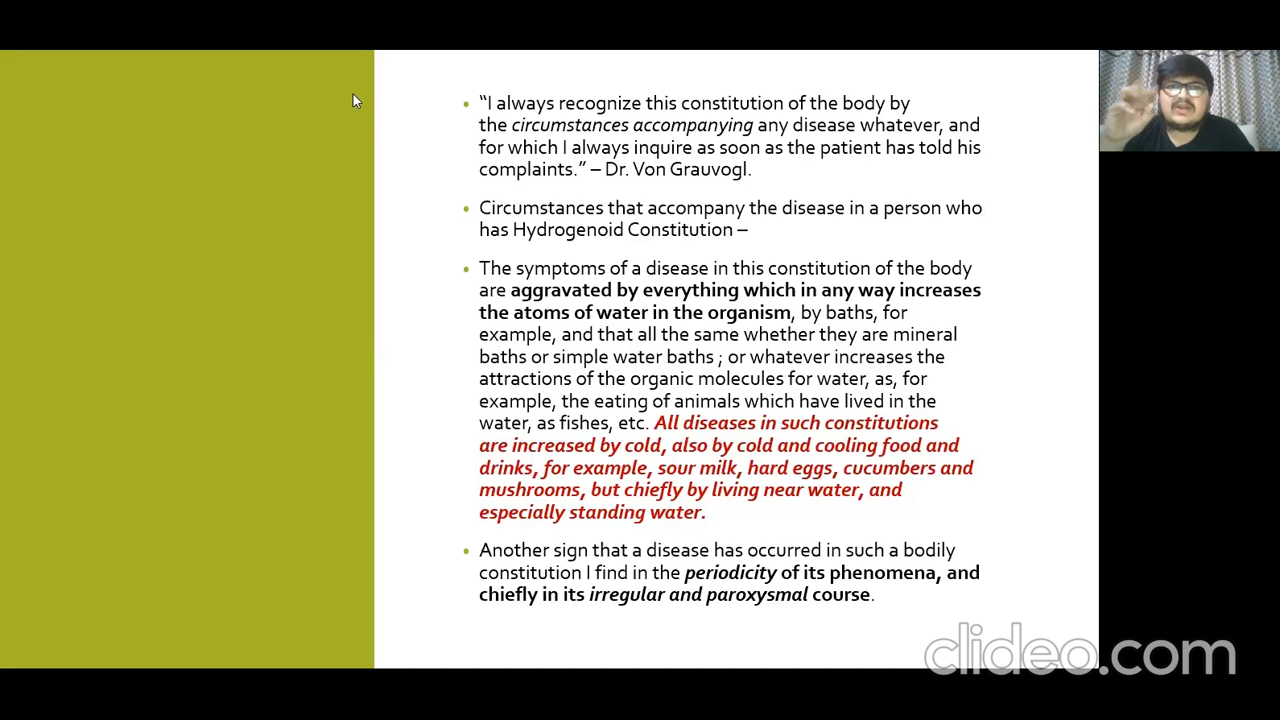 • “I always recognize this constitution of the body by
the circumstances accompanying any disease whatever, and
for which I always inquire as soon as the patient has told his
complaints.” – Dr. Von Grauvogl.
• Circumstances that accompany the disease in a person who
has Hydrogenoid Constitution –
• The symptoms of a disease in this constitution of the body
are aggravated by everything which in any way increases
the atoms of water in the organism, by baths, for
example, and that all the same whether they are mineral
baths or simple water baths ; or whatever increases the
attractions of the organic molecules for water, as, for
example, the eating of animals which have lived in the
water, as fishes, etc. All diseases in such constitutions
are increased by cold, also by cold and cooling food and
drinks, for example, sour milk, hard eggs, cucumbers and
mushrooms, but chiefly by living near water, and
especially standing water.
• Another sign that a disease has occurred in such a bodily
constitution I find in the periodicity of its phenomena, and
chiefly in its irregular and paroxysmal course.
clideo.com